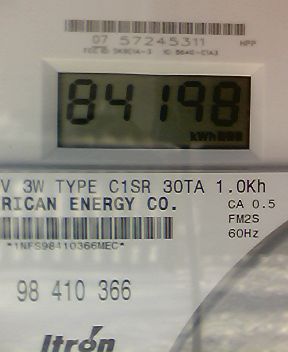 07 57245311 HPP
84198
kWh
V 3W TYPE C1SR 30TA 1.0Kh
RICAN ENERGY CO. CA 0.5
FM2S
*1NFS98410366MEC* 60Hz
98 410 366
Itron